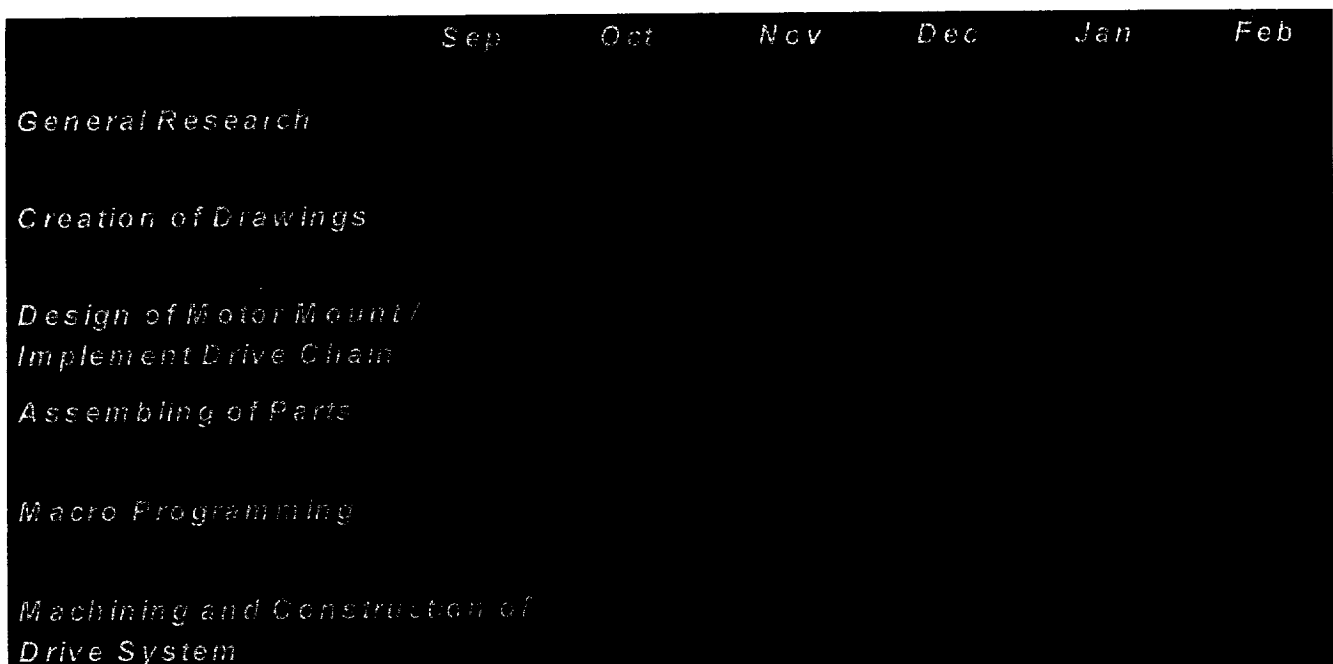 Sep Oct Nov Dec Jan Feb
General Research
Creation of Drawings
Design of Motor Mount /
Implement Drive Chain
Assembling of Parts
Macro Programming
Machining and Construction of
Drive System